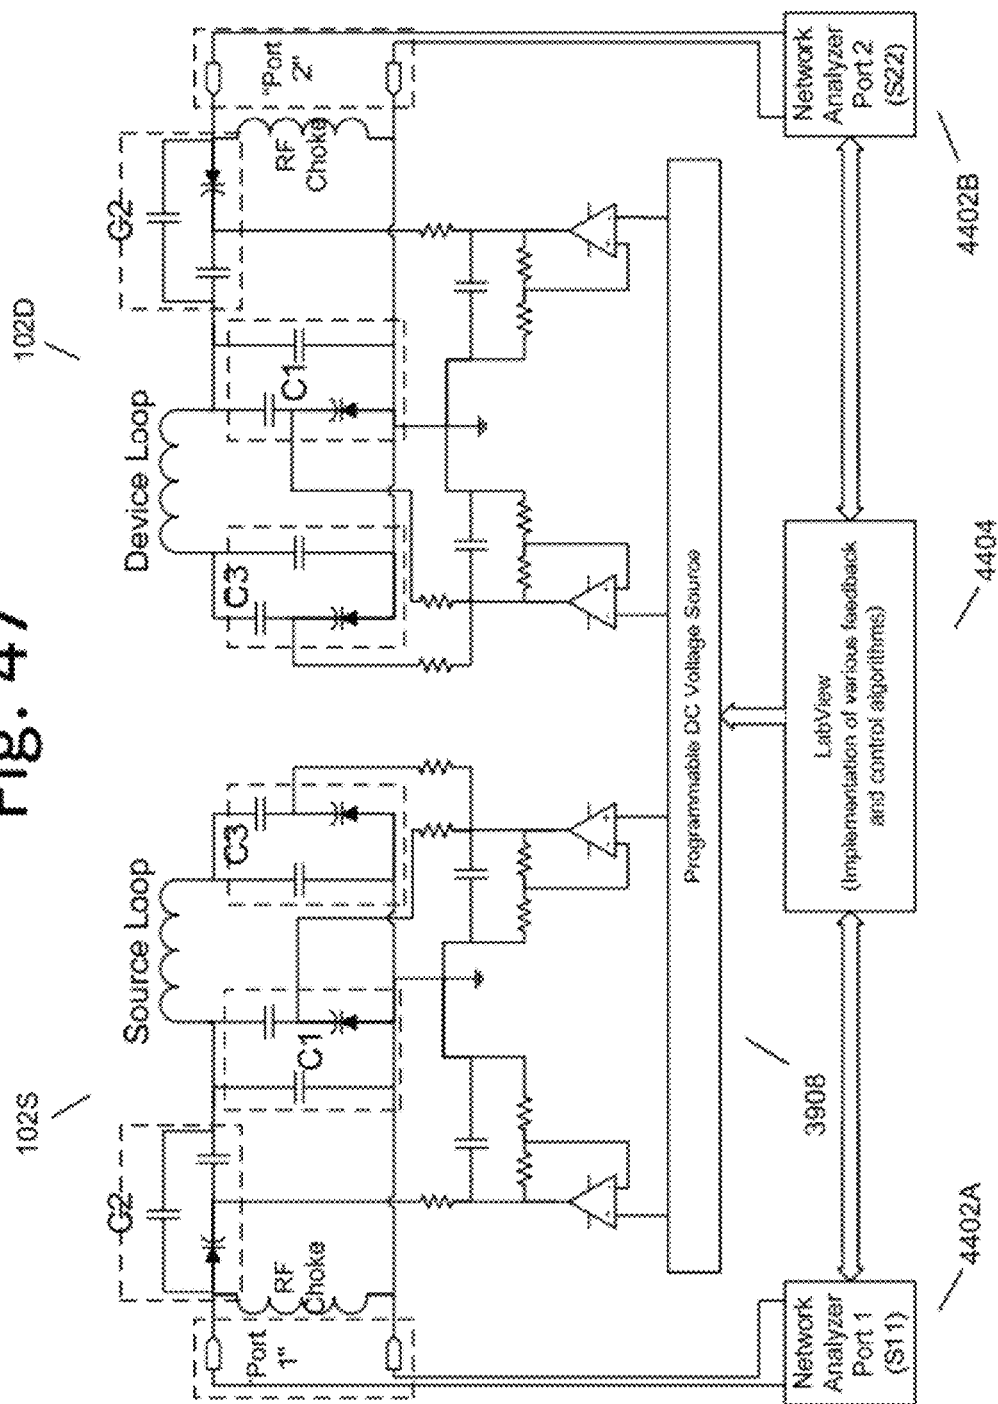 Fig. 47
102S
102D
Source Loop
Device Loop
C2
C1
C3
C3
C1
C2
RF
Choke
RF
Choke
"Port
1"
"Port
2"
Programmable DC Voltage Source
3908
Network
Analyzer
Port 1
(S11)
LabView
(Implementation of various feedback
and control algorithms)
Network
Analyzer
Port 2
(S22)
4402A
4404
4402B